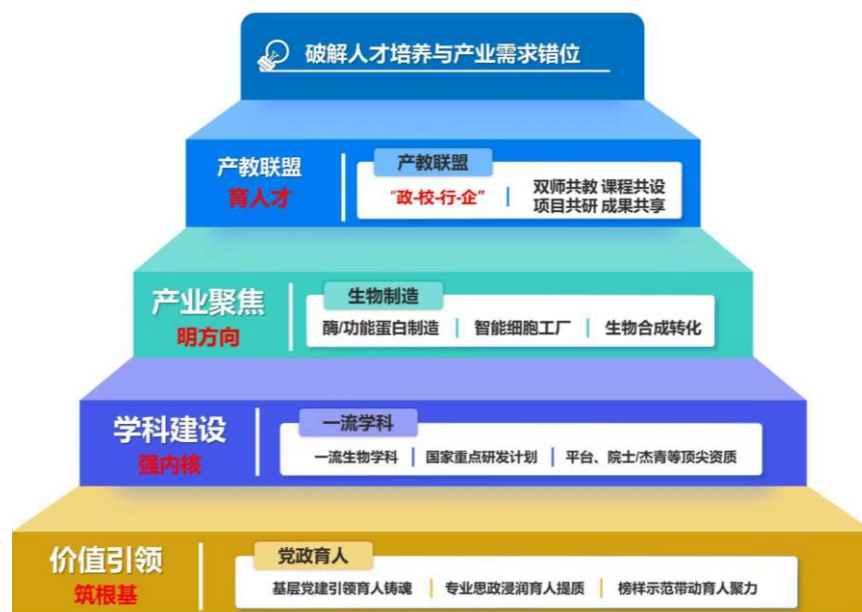 破解人才培养与产业需求错位
产教联盟
育人才
产教联盟
“政-校-行-企”
双师共教 课程共设
项目共研 成果共享
产业聚焦
明方向
生物制造
酶/功能蛋白制造
智能细胞工厂
生物合成转化
学科建设
强内核
一流学科
一流生物学科
国家重点研发计划
平台、院士/杰青等顶尖资质
价值引领
筑根基
党政育人
基层党建引领育人铸魂
专业思政浸润育人提质
榜样示范带动育人聚力